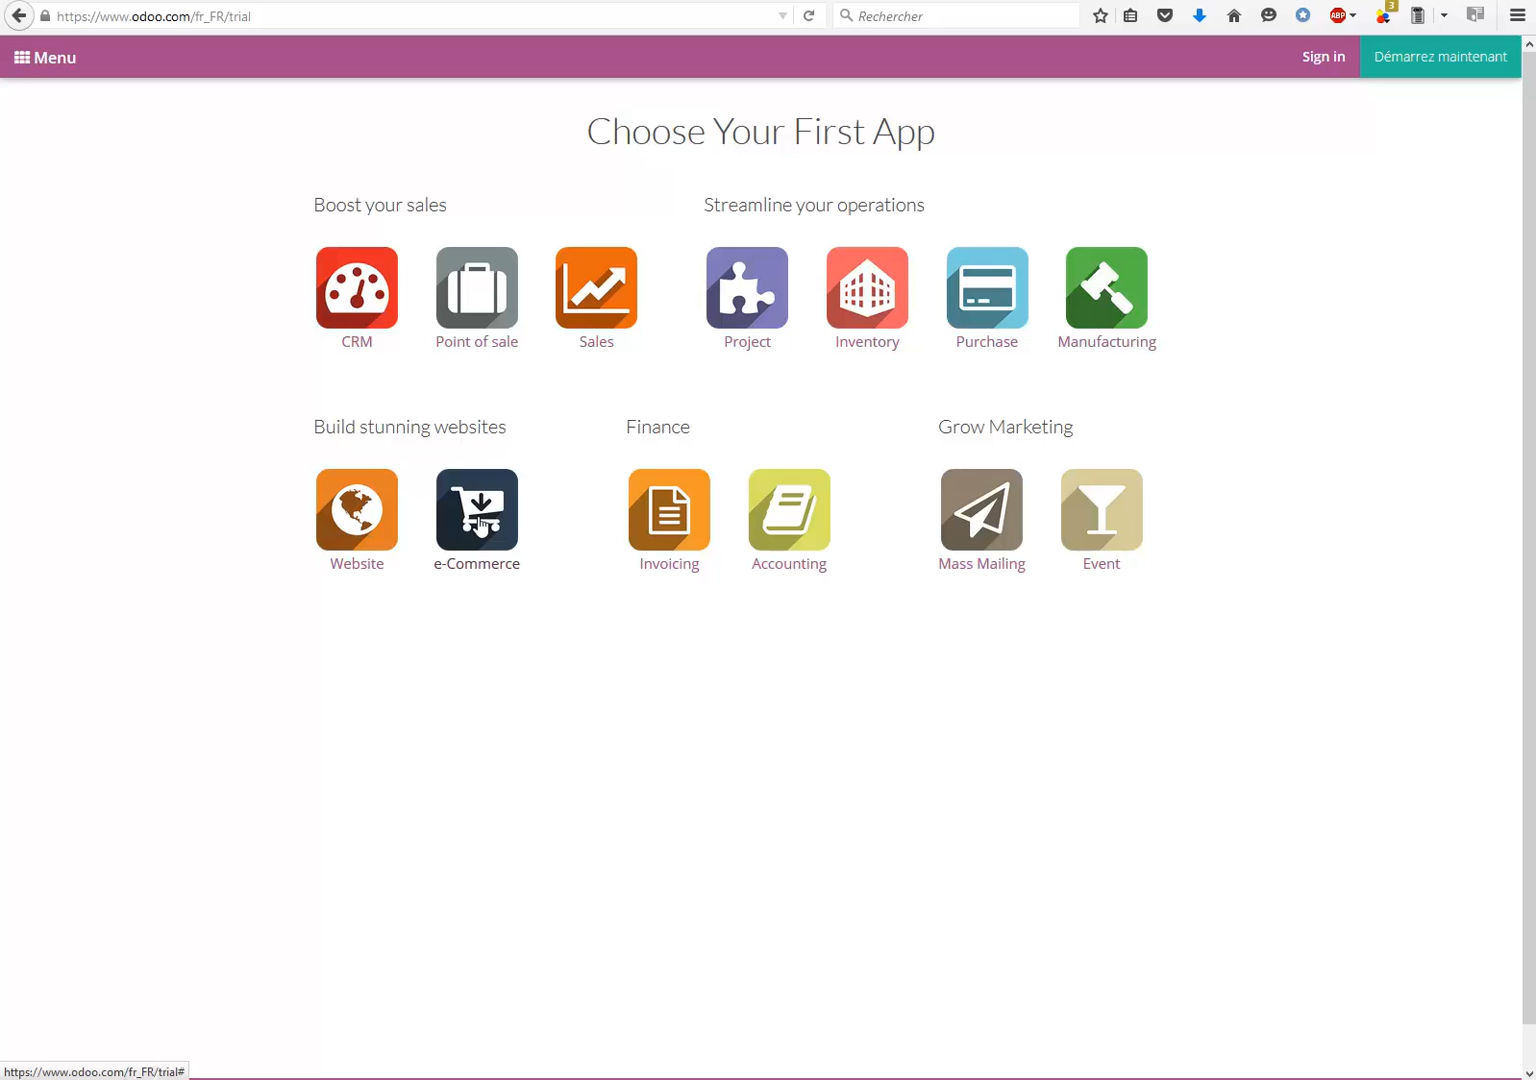 https://www.odoo.com/fr_FR/trial
Rechercher
ABP
3
Menu
Sign in
Démarrez maintenant
Choose Your First App
Boost your sales
Streamline your operations
CRM
Point of sale
Sales
Project
Inventory
Purchase
Manufacturing
Build stunning websites
Finance
Grow Marketing
Website
e-Commerce
Invoicing
Accounting
Mass Mailing
Event
https://www.odoo.com/fr_FR/trial#